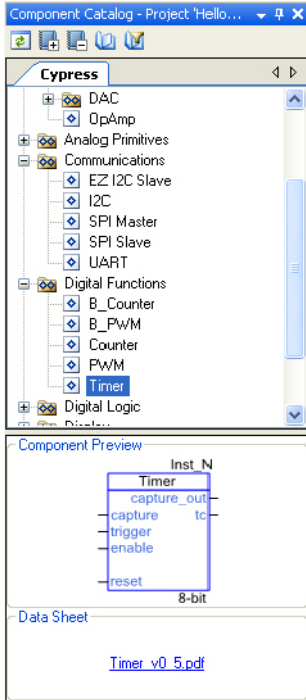 Component Catalog - Project 'Hello...
Cypress
DAC
OpAmp
Analog Primitives
Communications
EZ I2C Slave
I2C
SPI Master
SPI Slave
UART
Digital Functions
B_Counter
B_PWM
Counter
PWM
Timer
Digital Logic
Display
Component Preview
Inst_N
Timer
capture_out
capture tc
trigger
enable
reset
8-bit
Data Sheet
Timer_v0_5.pdf